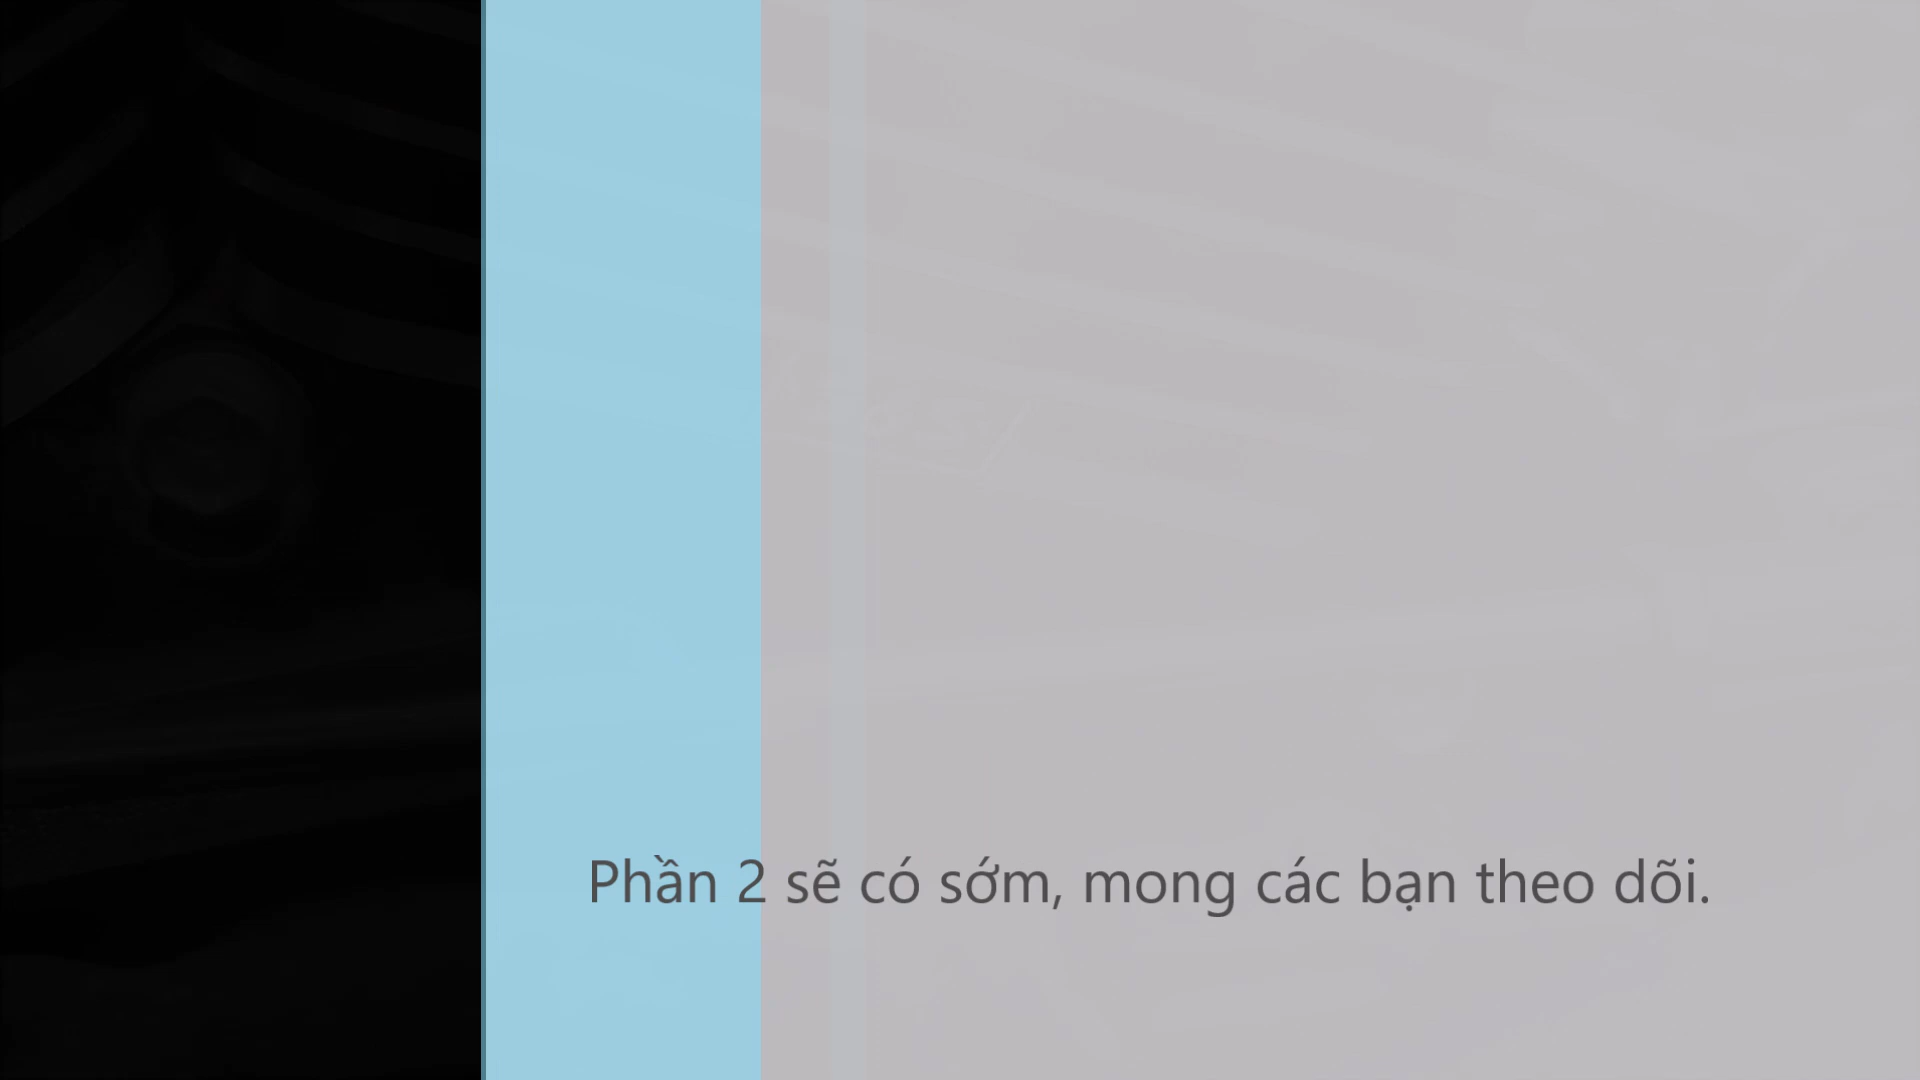 Phần 2 sẽ có sớm, mong các bạn theo dõi.